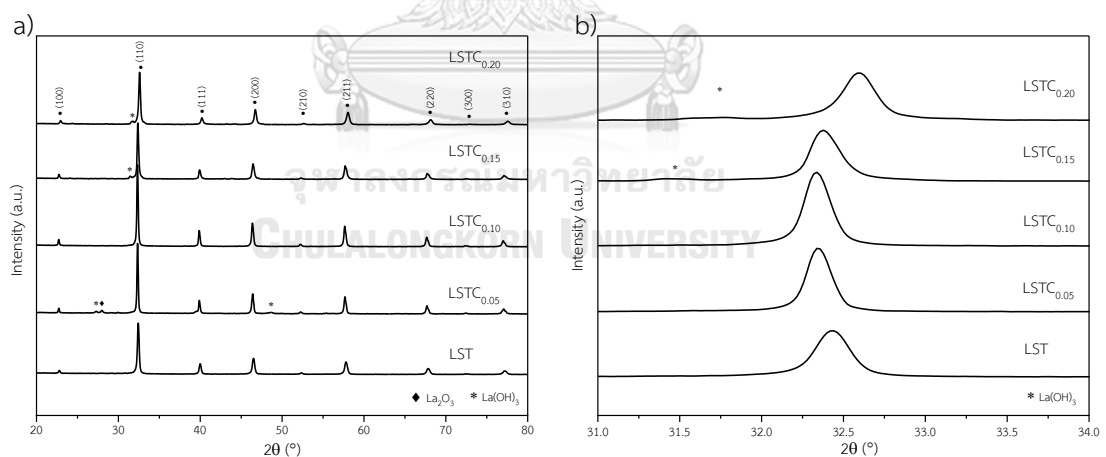 a)
LSTC0.20
(100)
(110)
(111)
(200)
(210)
(211)
(220)
(300)
(310)
*
LSTC0.15
*
LSTC0.10
LSTC0.05
* ♦
*
LST
♦ La2O3 * La(OH)3
Intensity (a.u.)
20 30 40 50 60 70 80
2θ (°)
b)
LSTC0.20
*
LSTC0.15
*
LSTC0.10
LSTC0.05
LST
* La(OH)3
Intensity (a.u.)
31.0 31.5 32.0 32.5 33.0 33.5 34.0
2θ (°)
จุฬาลงกรณ์มหาวิทยาลัย
CHULALONGKORN UNIVERSITY